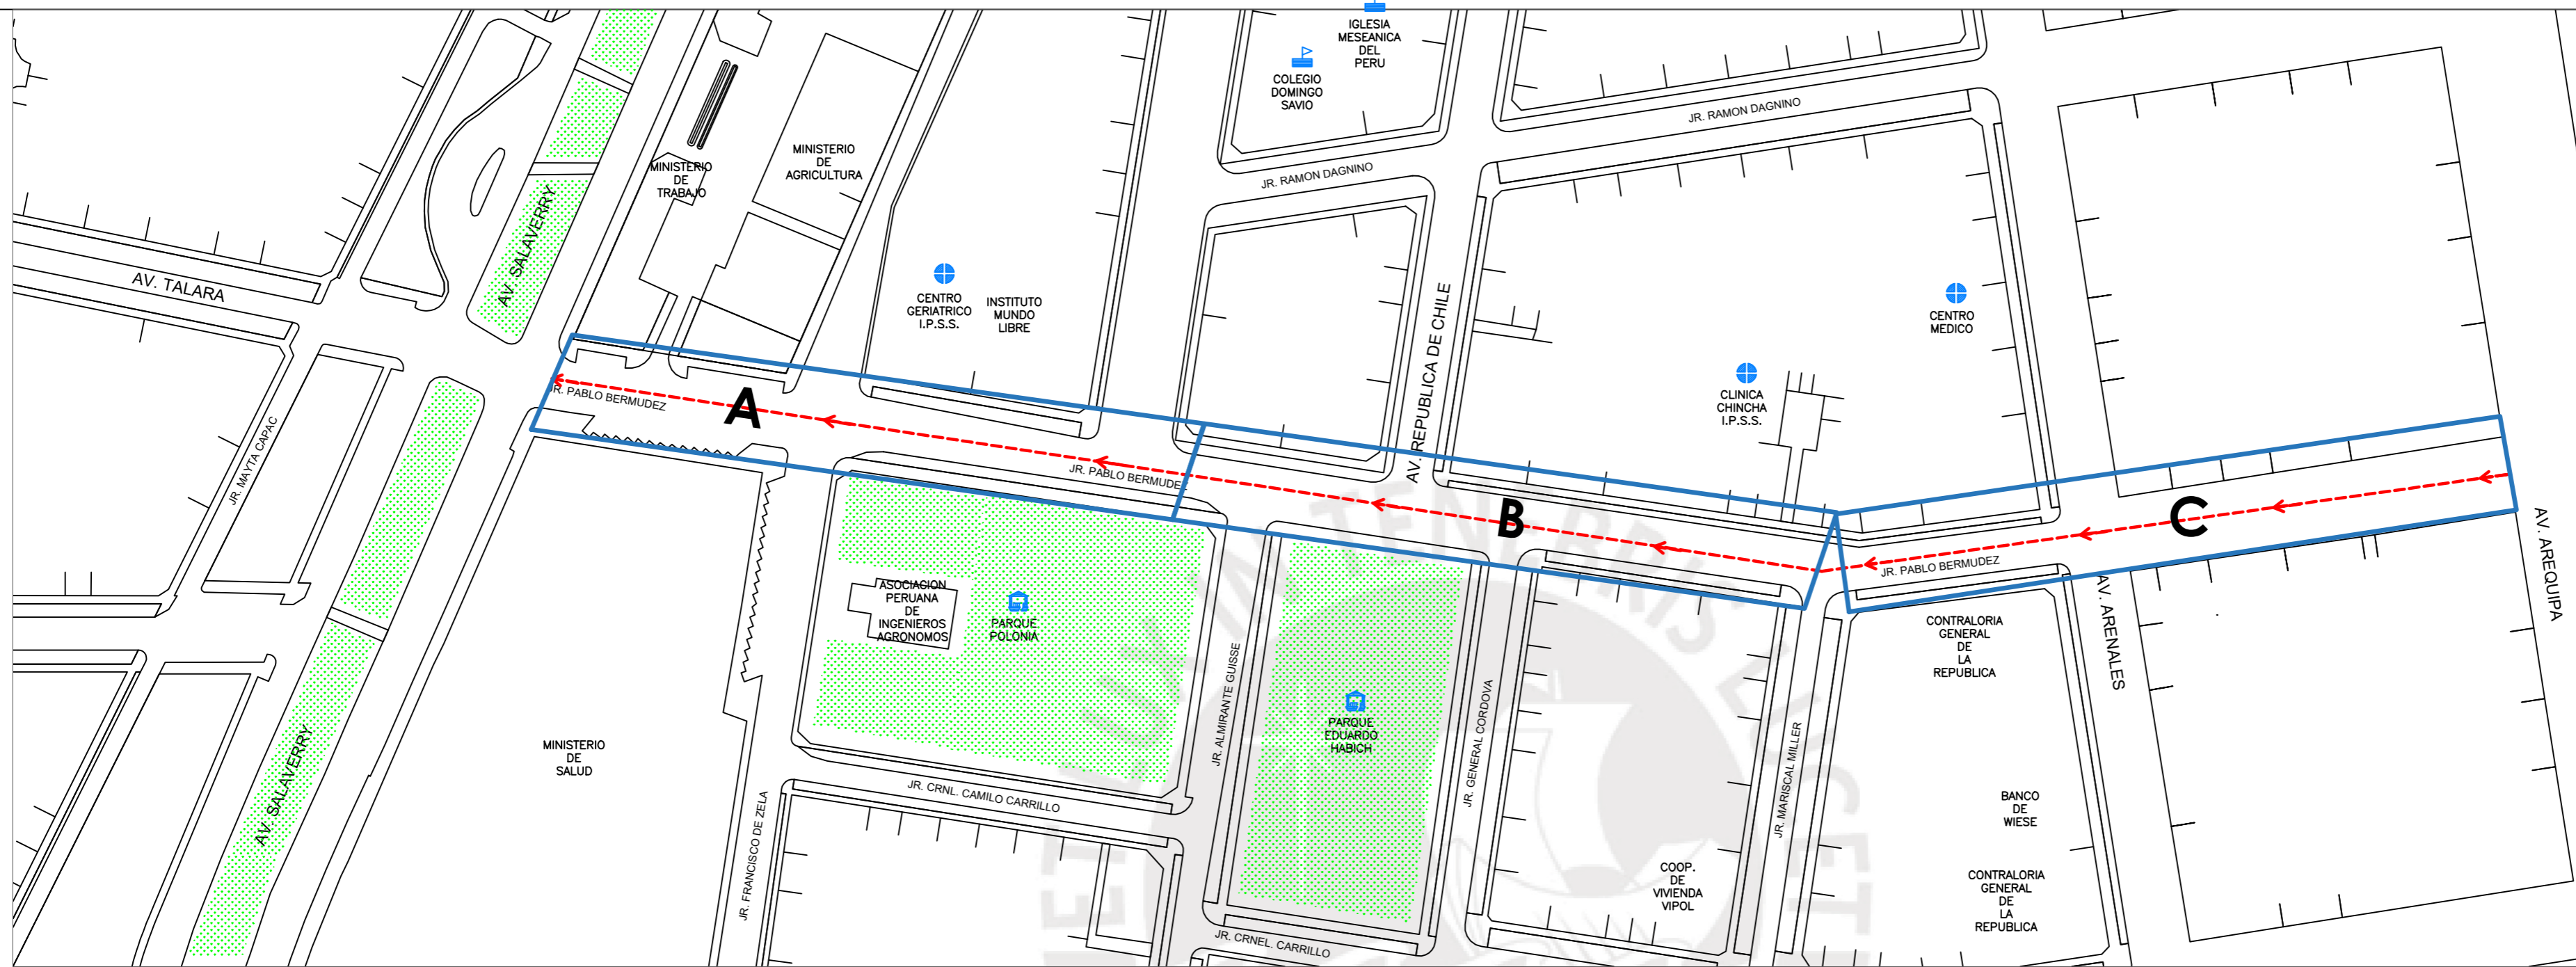 IGLESIA
MESEANICA
DEL
PERU
COLEGIO
DOMINGO
SAVIO
JR. RAMON DAGNINO
JR. RAMON DAGNINO
MINISTERIO
DE
TRABAJO
MINISTERIO
DE
AGRICULTURA
AV. SALAVERRY
AV. TALARA
CENTRO
GERIATRICO
I.P.S.S.
INSTITUTO
MUNDO
LIBRE
AV. REPUBLICA DE CHILE
CENTRO
MEDICO
CLINICA
CHINCHA
I.P.S.S.
JR. PABLO BERMUDEZ
A
JR. MAYTA CAPAC
JR. PABLO BERMUDEZ
B
C
JR. PABLO BERMUDEZ
AV. AREQUIPA
AV. ARENALES
ASOCIACION
PERUANA
DE
INGENIEROS
AGRONOMOS
PARQUE
POLONIA
CONTRALORIA
GENERAL
DE
LA
REPUBLICA
JR. ALMIRANTE GUISSE
PARQUE
EDUARDO
HABICH
JR. GENERAL CORDOVA
JR. MARISCAL MILLER
MINISTERIO
DE
SALUD
AV. SALAVERRY
JR. CRNL. CAMILO CARRILLO
JR. FRANCISCO DE ZELA
BANCO
DE
WIESE
COOP.
DE
VIVIENDA
VIPOL
CONTRALORIA
GENERAL
DE
LA
REPUBLICA
JR. CRNEL. CARRILLO
IN TENEBRIS LUCET